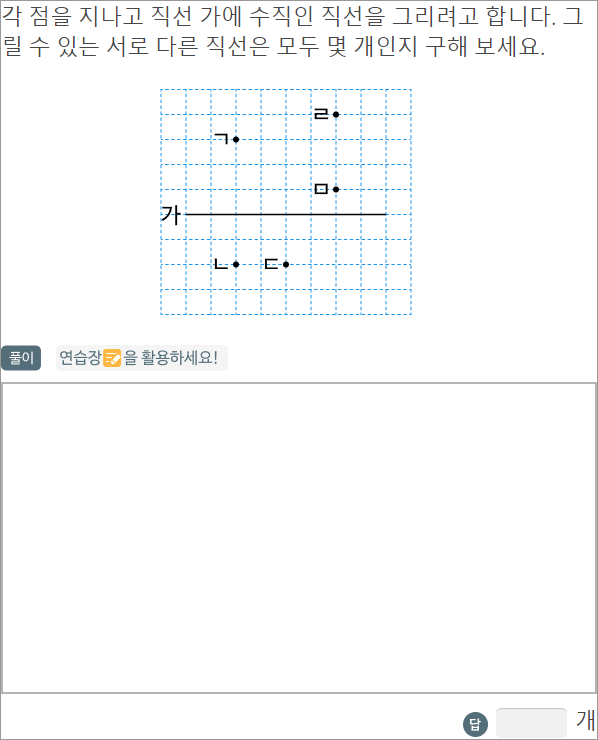 각 점을 지나고 직선 가에 수직인 직선을 그리려고 합니다. 그
릴 수 있는 서로 다른 직선은 모두 몇 개인지 구해 보세요.
ㄹ
ㄱ
ㅁ
가
ㄴ ㄷ
풀이 연습장을 활용하세요!
답 개